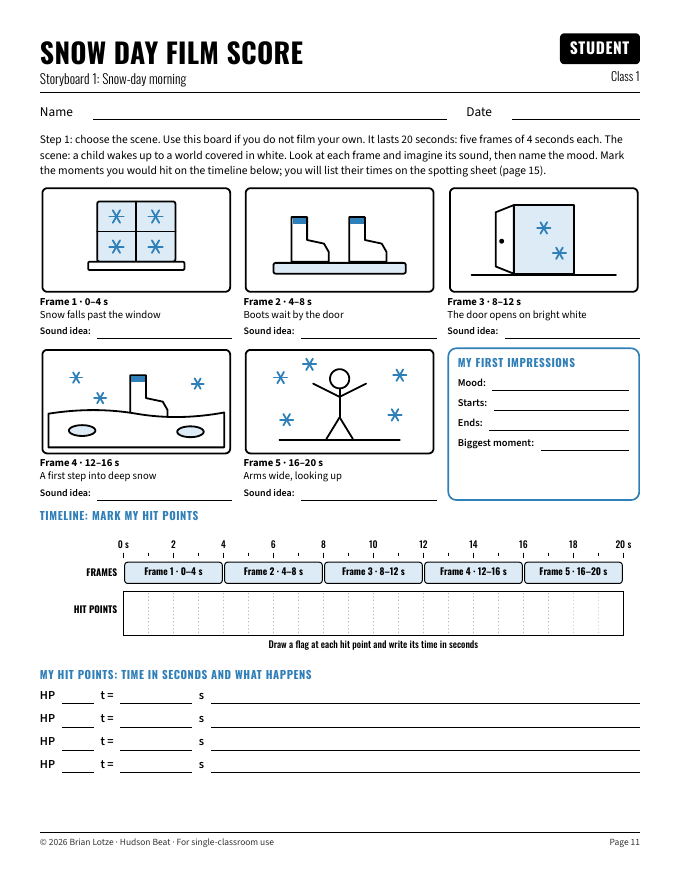 SNOW DAY FILM SCORE
STUDENT
Storyboard 1: Snow-day morning
Class 1
Name
Date
Step 1: choose the scene. Use this board if you do not film your own. It lasts 20 seconds: five frames of 4 seconds each. The
scene: a child wakes up to a world covered in white. Look at each frame and imagine its sound, then name the mood. Mark
the moments you would hit on the timeline below; you will list their times on the spotting sheet (page 15).
Frame 1 · 0–4 s
Snow falls past the window
Sound idea:
Frame 2 · 4–8 s
Boots wait by the door
Sound idea:
Frame 3 · 8–12 s
The door opens on bright white
Sound idea:
Frame 4 · 12–16 s
A first step into deep snow
Sound idea:
Frame 5 · 16–20 s
Arms wide, looking up
Sound idea:
MY FIRST IMPRESSIONS
Mood:
Starts:
Ends:
Biggest moment:
TIMELINE: MARK MY HIT POINTS
0 s 2 4 6 8 10 12 14 16 18 20 s
FRAMES Frame 1 · 0–4 s Frame 2 · 4–8 s Frame 3 · 8–12 s Frame 4 · 12–16 s Frame 5 · 16–20 s
HIT POINTS
Draw a flag at each hit point and write its time in seconds
MY HIT POINTS: TIME IN SECONDS AND WHAT HAPPENS
HP t = s
HP t = s
HP t = s
HP t = s
© 2026 Brian Lotze · Hudson Beat · For single-classroom use
Page 11